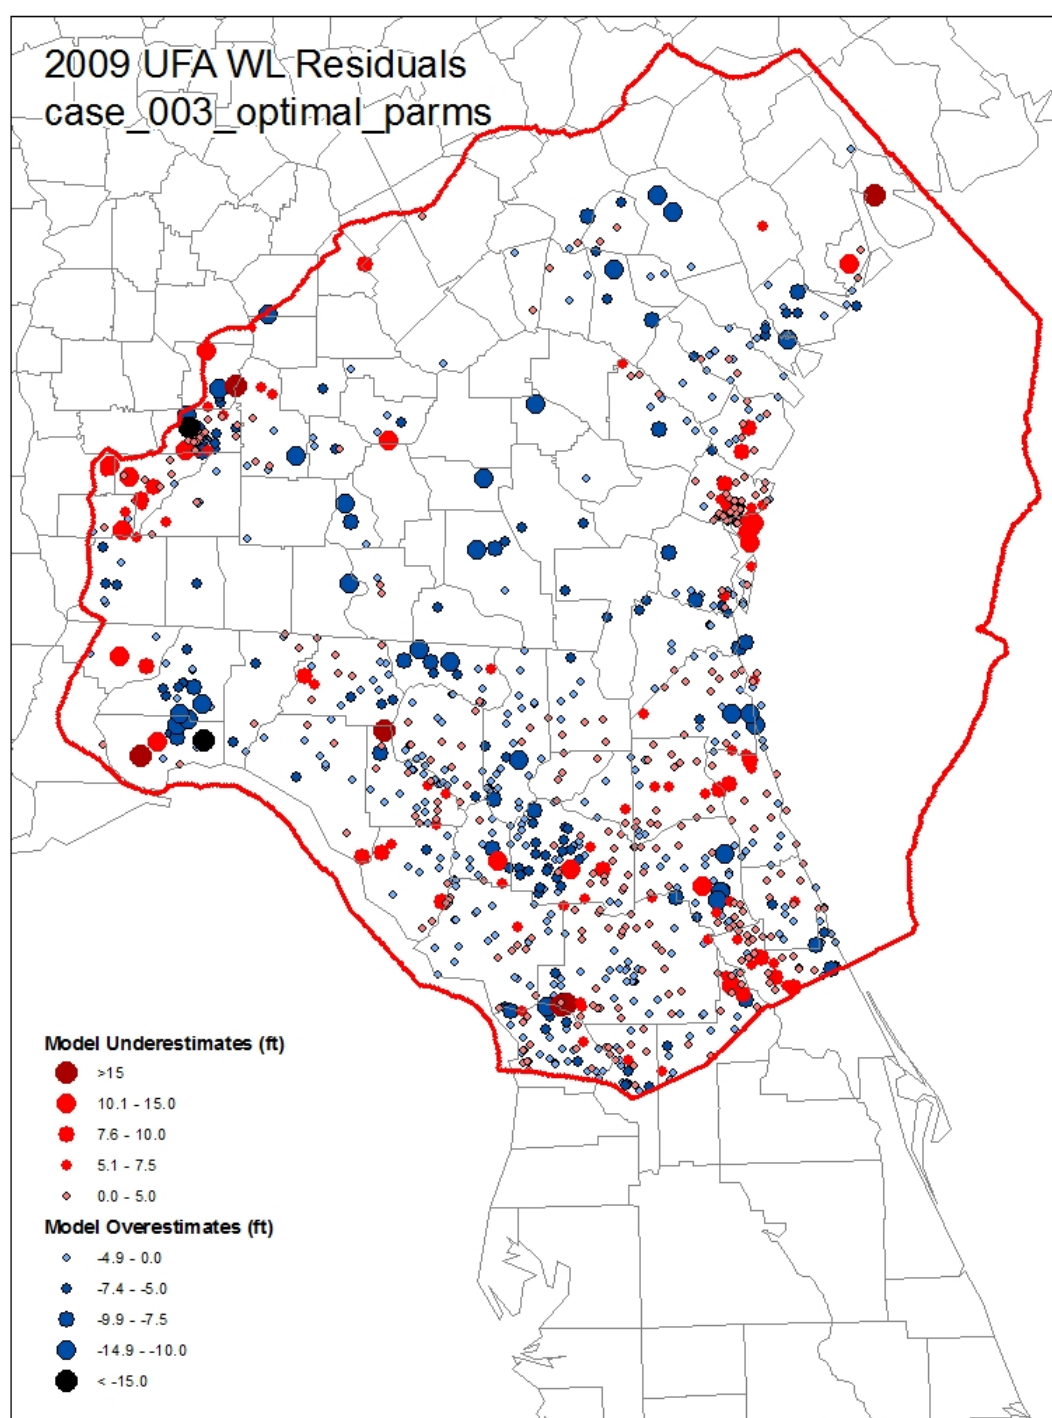 2009 UFA WL Residuals
case_003_optimal_parms
Model Underestimates (ft)
>15
10.1 - 15.0
7.6 - 10.0
5.1 - 7.5
0.0 - 5.0
Model Overestimates (ft)
-4.9 - 0.0
-7.4 - -5.0
-9.9 - -7.5
-14.9 - -10.0
< -15.0